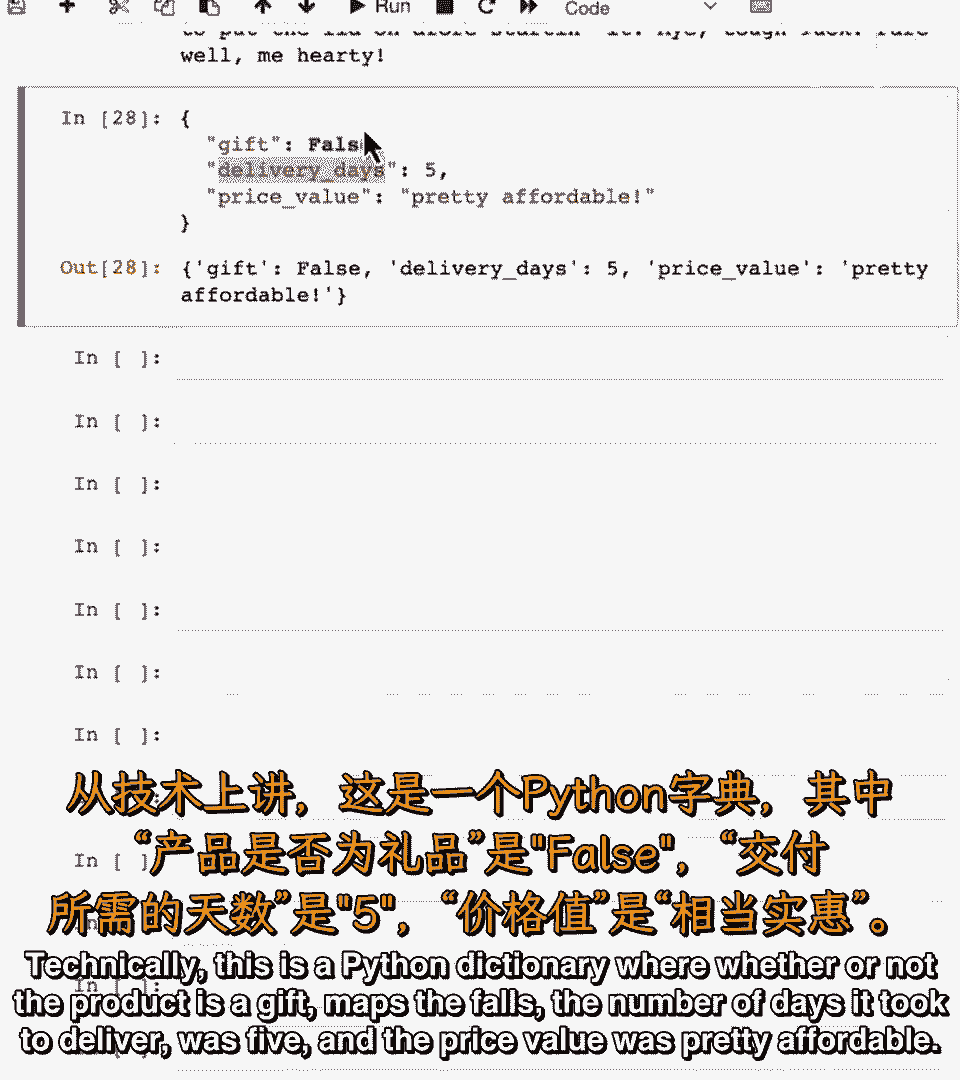 Run
Code
well, me hearty!
In [28]: {
"gift": Fals
"delivery_days": 5,
"price_value": "pretty affordable!"
}
Out[28]: {'gift': False, 'delivery_days': 5, 'price_value': 'pretty
affordable!'}
In [ ]:
In [ ]:
In [ ]:
In [ ]:
In [ ]:
In [ ]:
In [ ]:
从技术上讲，这是一个Python字典，其中
“产品是否为礼品”是"False"，“交付
In [ ]
所需的天数”是"5"，“价格值”是“相当实惠”。
Technically, this is a Python dictionary where whether or not
the product is a gift, maps the falls, the number of days it took
to deliver, was five, and the price value was pretty affordable.